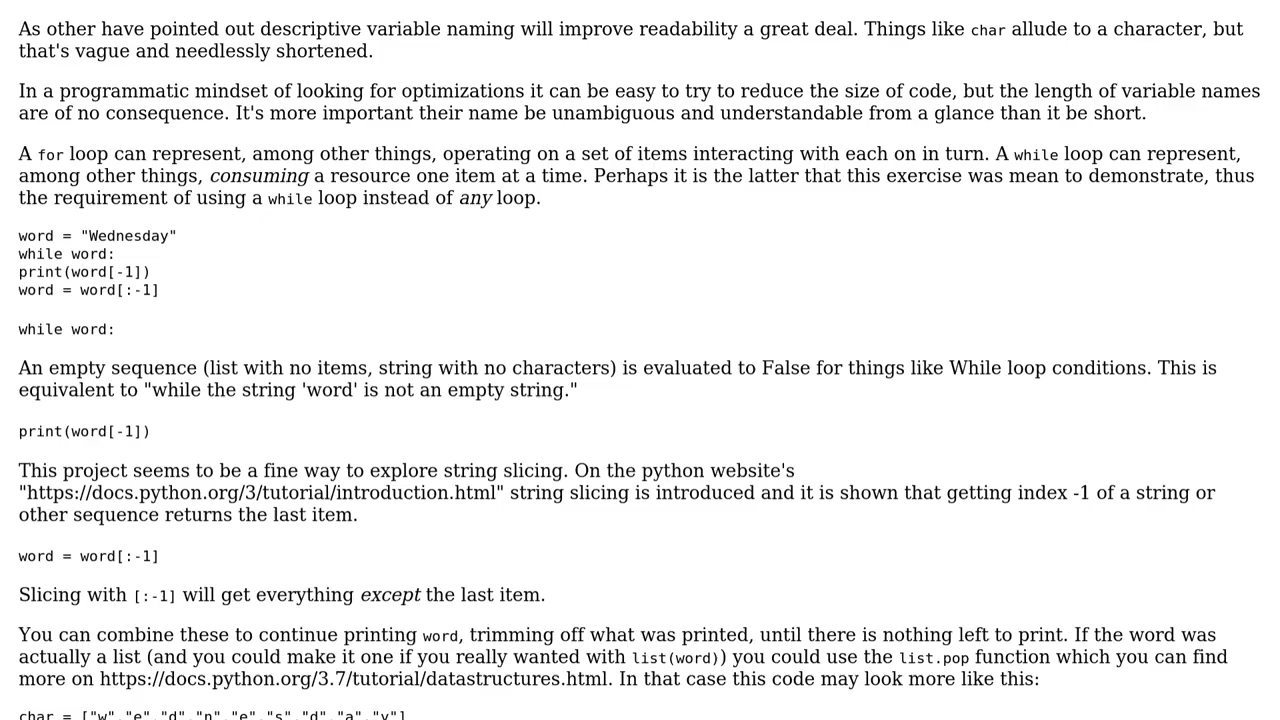 As other have pointed out descriptive variable naming will improve readability a great deal. Things like char allude to a character, but
that's vague and needlessly shortened.
In a programmatic mindset of looking for optimizations it can be easy to try to reduce the size of code, but the length of variable names
are of no consequence. It's more important their name be unambiguous and understandable from a glance than it be short.
A for loop can represent, among other things, operating on a set of items interacting with each on in turn. A while loop can represent,
among other things, consuming a resource one item at a time. Perhaps it is the latter that this exercise was mean to demonstrate, thus
the requirement of using a while loop instead of any loop.
word = "Wednesday"
while word:
print(word[-1])
word = word[:-1]
while word:
An empty sequence (list with no items, string with no characters) is evaluated to False for things like While loop conditions. This is
equivalent to "while the string 'word' is not an empty string."
print(word[-1])
This project seems to be a fine way to explore string slicing. On the python website's
"https://docs.python.org/3/tutorial/introduction.html" string slicing is introduced and it is shown that getting index -1 of a string or
other sequence returns the last item.
word = word[:-1]
Slicing with [:-1] will get everything except the last item.
You can combine these to continue printing word, trimming off what was printed, until there is nothing left to print. If the word was
actually a list (and you could make it one if you really wanted with list(word)) you could use the list.pop function which you can find
more on https://docs.python.org/3.7/tutorial/datastructures.html. In that case this code may look more like this:
char = ["w","e","d","n","e","s","d","a","y"]